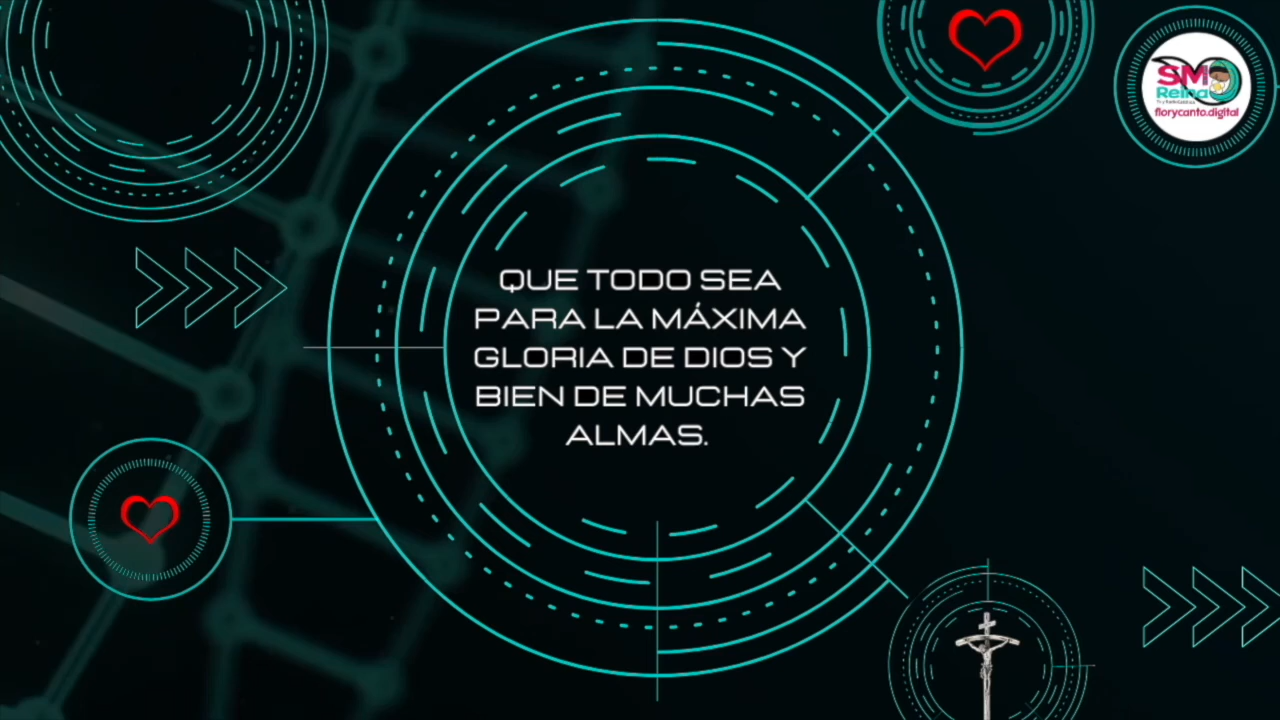 QUE TODO SEA
PARA LA MÁXIMA
GLORIA DE DIOS Y
BIEN DE MUCHAS
ALMAS.
SM
Reina
florycanto.digital